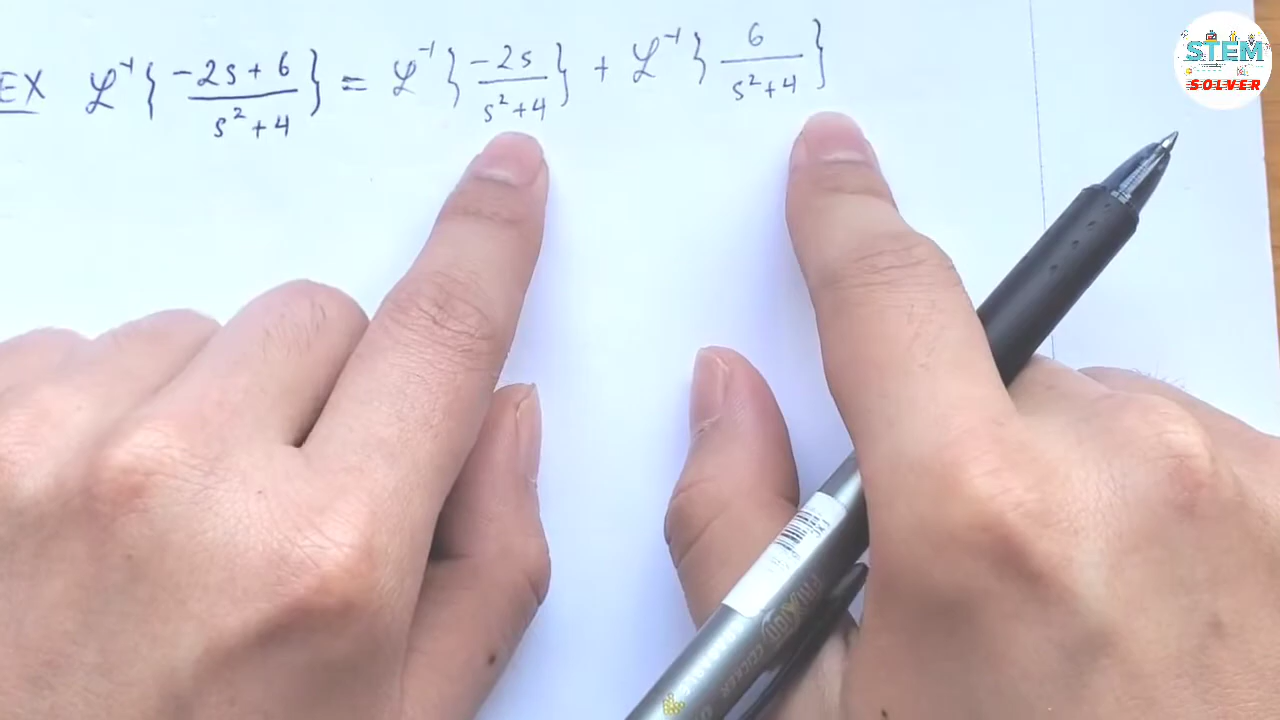 EX ℒ⁻¹{(-2s+6)/(s²+4)} = ℒ⁻¹{(-2s)/(s²+4)} + ℒ⁻¹{6/(s²+4)}
STEM
SOLVER